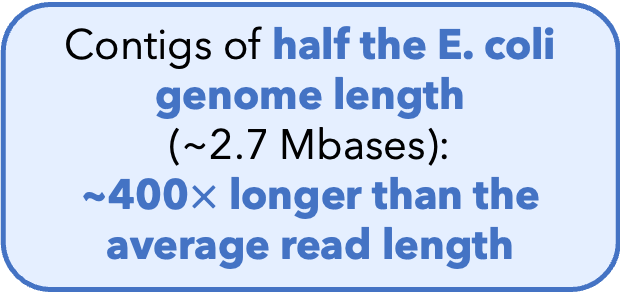 Contigs of half the E. coli
genome length
(~2.7 Mbases):
~400× longer than the
average read length